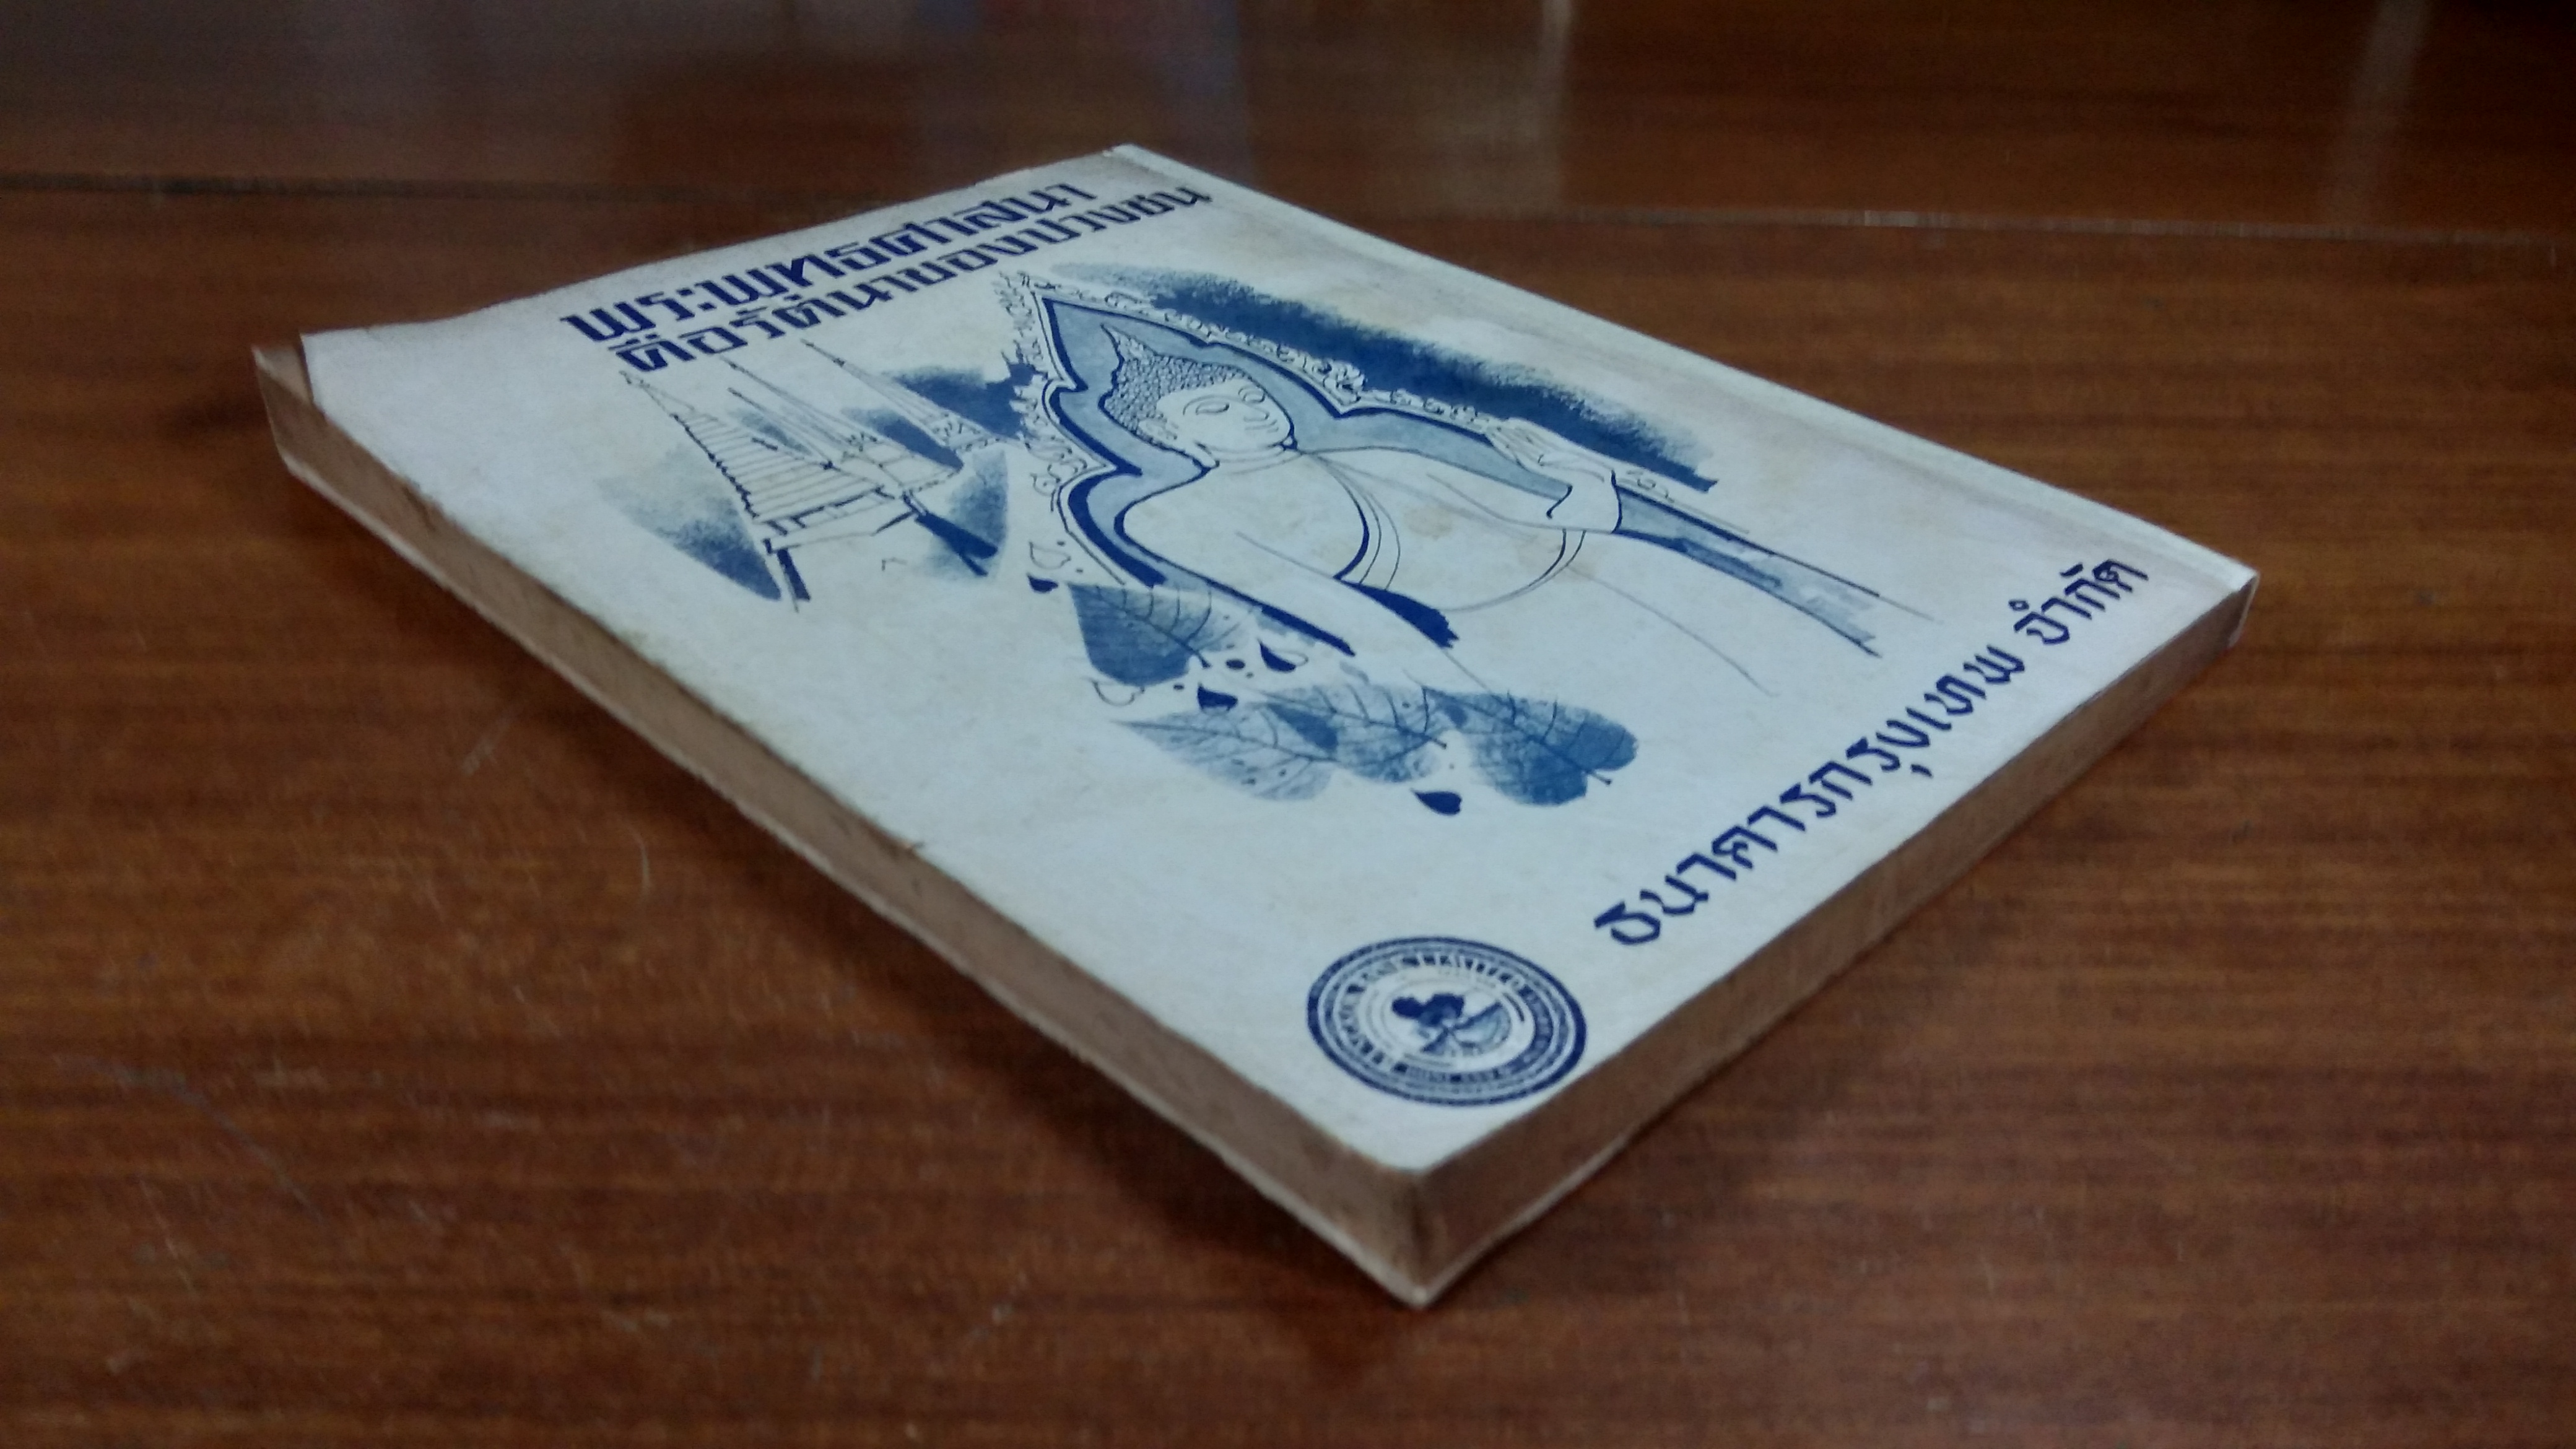 พระพุทธศาสนา
คือรัตนะของปวงชน
ธนาคารกรุงเทพ จำกัด